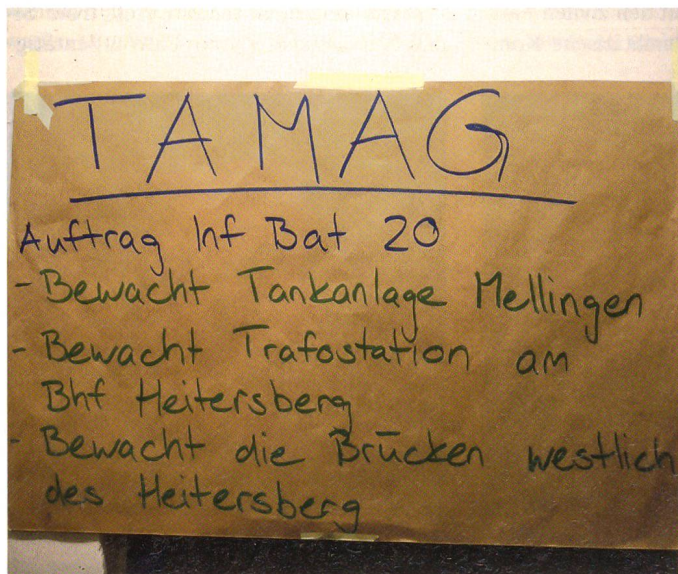 TAMAG
Auftrag Inf Bat 20
- Bewacht Tankanlage Mellingen
- Bewacht Trafostation am
Bhf Heitersberg
- Bewacht die Brücken westlich
des Heitersberg